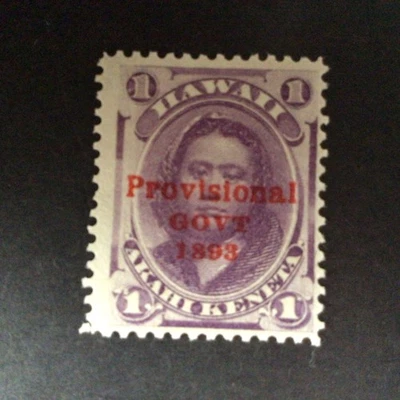 1 HAWAII 1
Provisional
GOVT
1893
1 AKAHI KENETA 1